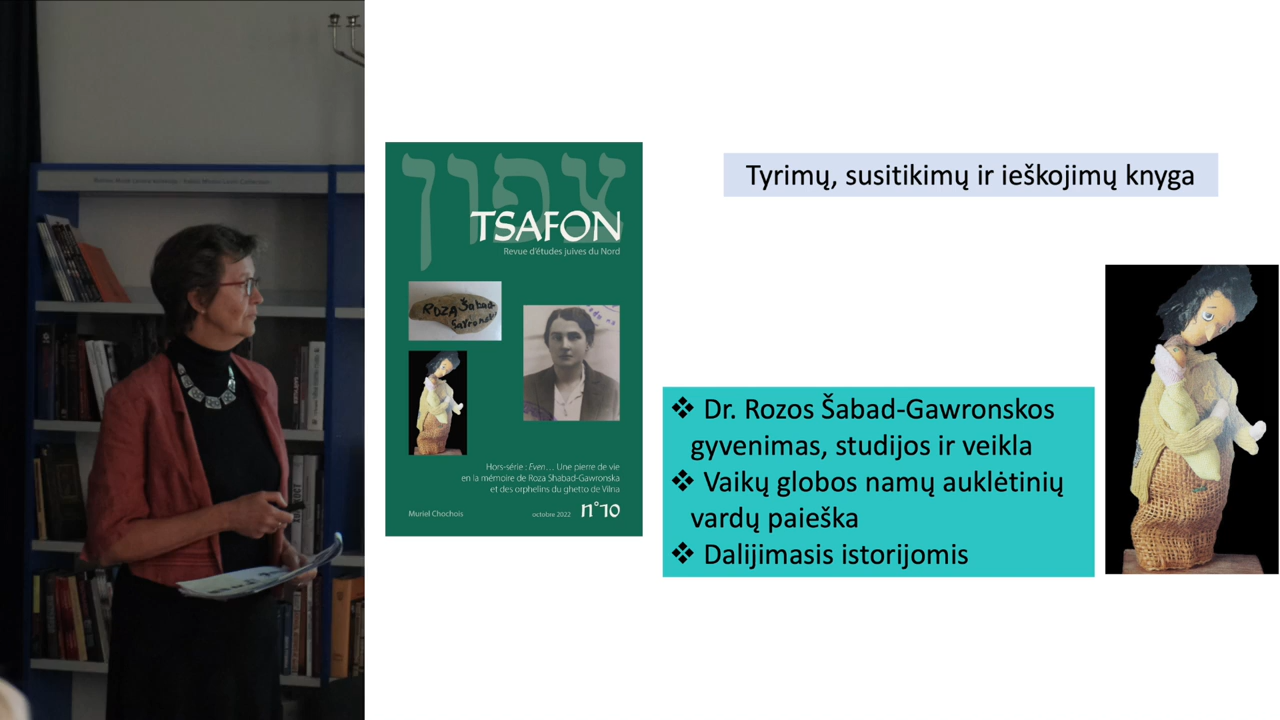 צפון
TSAFON
Revue d'études juives du Nord
ROZA Šabad-
Gawronska
Hors-série : Even… Une pierre de vie
en la mémoire de Roza Shabad-Gawronska
et des orphelins du ghetto de Vilna
Muriel Chochois
octobre 2022 n°10
Tyrimų, susitikimų ir ieškojimų knyga
❖ Dr. Rozos Šabad-Gawronskos
gyvenimas, studijos ir veikla
❖ Vaikų globos namų auklėtinių
vardų paieška
❖ Dalijimasis istorijomis